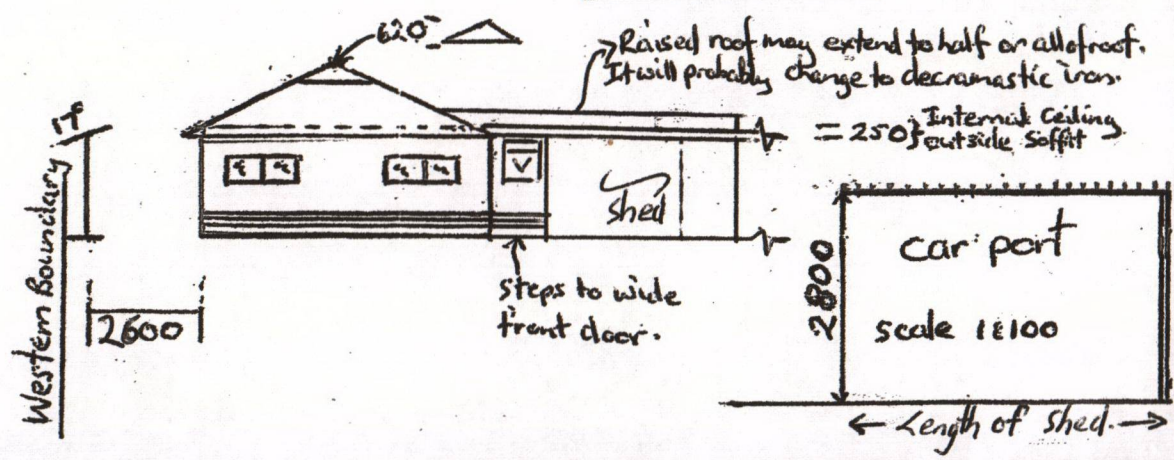 620
Raised roof may extend to half or all of roof.
It will probably change to decramastic iron.
= 250} Internal Ceiling
outside Soffit
Western Boundary
shed
car port
2800
steps to wide
front door.
2600
scale 1:100
← Length of shed. →